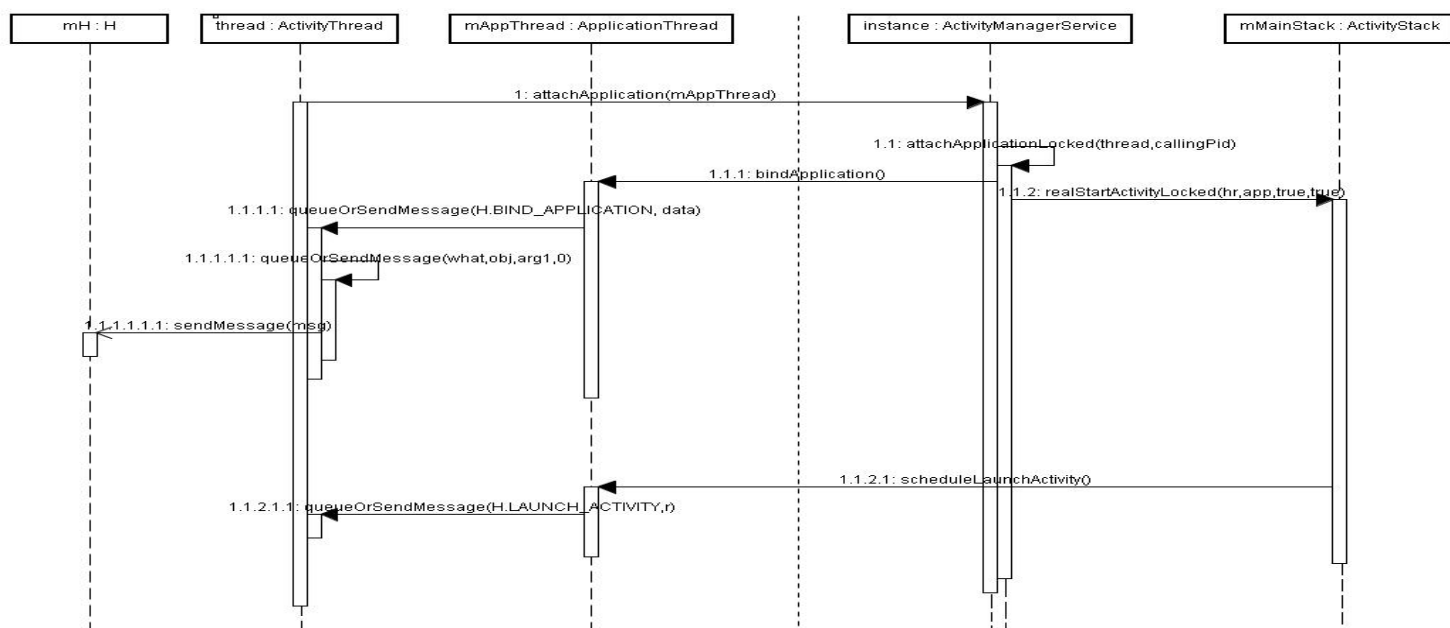 mH : H
thread : ActivityThread
mAppThread : ApplicationThread
instance : ActivityManagerService
mMainStack : ActivityStack
1: attachApplication(mAppThread)
1.1: attachApplicationLocked(thread,callingPid)
1.1.1: bindApplication()
1.1.2: realStartActivityLocked(hr,app,true,true)
1.1.1.1: queueOrSendMessage(H.BIND_APPLICATION, data)
1.1.1.1.1: queueOrSendMessage(what,obj,arg1,0)
1.1.1.1.1.1: sendMessage(msg)
1.1.2.1: scheduleLaunchActivity()
1.1.2.1.1: queueOrSendMessage(H.LAUNCH_ACTIVITY,r)